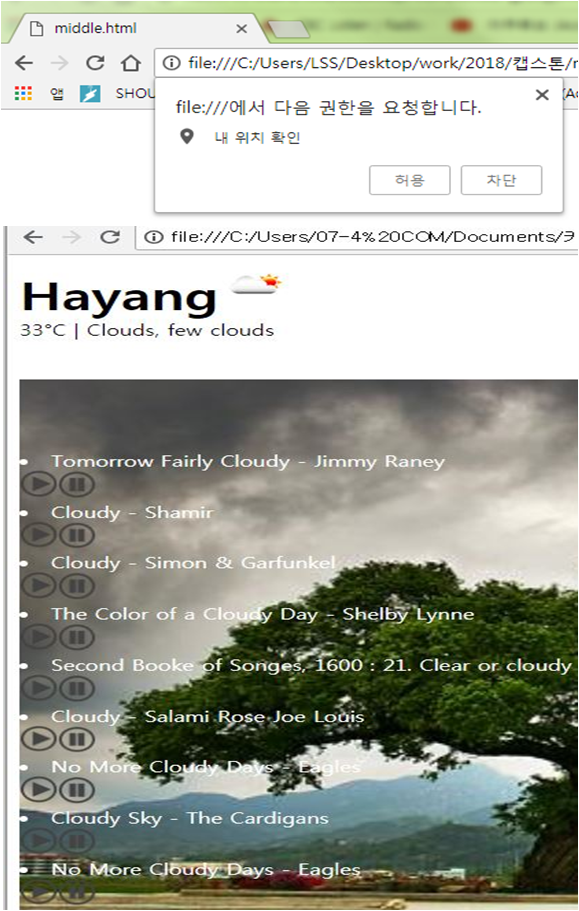 middle.html
file:///C:/Users/LSS/Desktop/work/2018/캡스톤/
앱 SHOU
file:///에서 다음 권한을 요청합니다.
내 위치 확인
허용 차단
file:///C:/Users/07-4%20COM/Documents/
Hayang
33°C | Clouds, few clouds
• Tomorrow Fairly Cloudy - Jimmy Raney
• Cloudy - Shamir
• Cloudy - Simon & Garfunkel
• The Color of a Cloudy Day - Shelby Lynne
• Second Booke of Songes, 1600 : 21. Clear or cloudy
• Cloudy - Salami Rose Joe Louis
• No More Cloudy Days - Eagles
• Cloudy Sky - The Cardigans
• No More Cloudy Days - Eagles